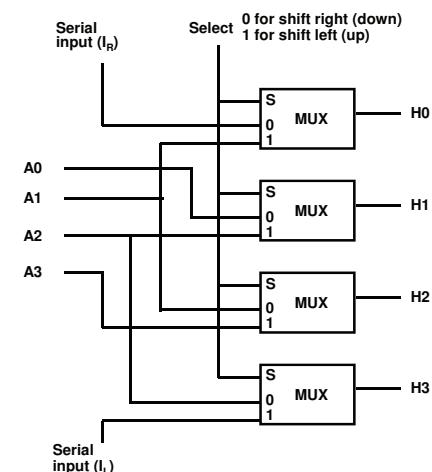 Serial
input (IR)
Select
0 for shift right (down)
1 for shift left (up)
S
MUX
0
1
H0
A0
A1
A2
A3
S
MUX
0
1
H1
S
MUX
0
1
H2
S
MUX
0
1
H3
Serial
input (IL)